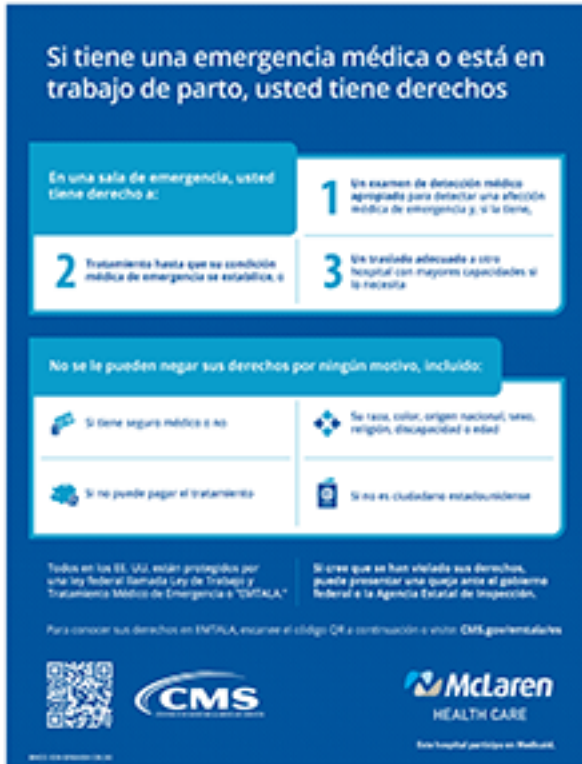 Si tiene una emergencia médica o está en
trabajo de parto, usted tiene derechos
En una sala de emergencia, usted
tiene derecho a:
1 Un examen de detección médico
apropiado para detectar una afección
médica de emergencia y, si la tiene,
2 Tratamiento hasta que su condición
médica de emergencia se estabilice, o
3 Un traslado adecuado a otro
hospital con mayores capacidades si
lo necesita
No se le pueden negar sus derechos por ningún motivo, incluido:
Si tiene seguro médico o no
Su raza, color, origen nacional, sexo,
religión, discapacidad o edad
Si no puede pagar el tratamiento
Si no es ciudadano estadounidense
Todos en los EE. UU. están protegidos por
una ley federal llamada Ley de Trabajo y
Tratamiento Médico de Emergencia o "EMTALA."
Si cree que se han violado sus derechos,
puede presentar una queja ante el gobierno
federal o la Agencia Estatal de Inspección.
Para conocer sus derechos en EMTALA, escanee el código QR a continuación o visite: CMS.gov/emtala/es
CMS
McLaren
HEALTH CARE
Este hospital participa en Medicaid.